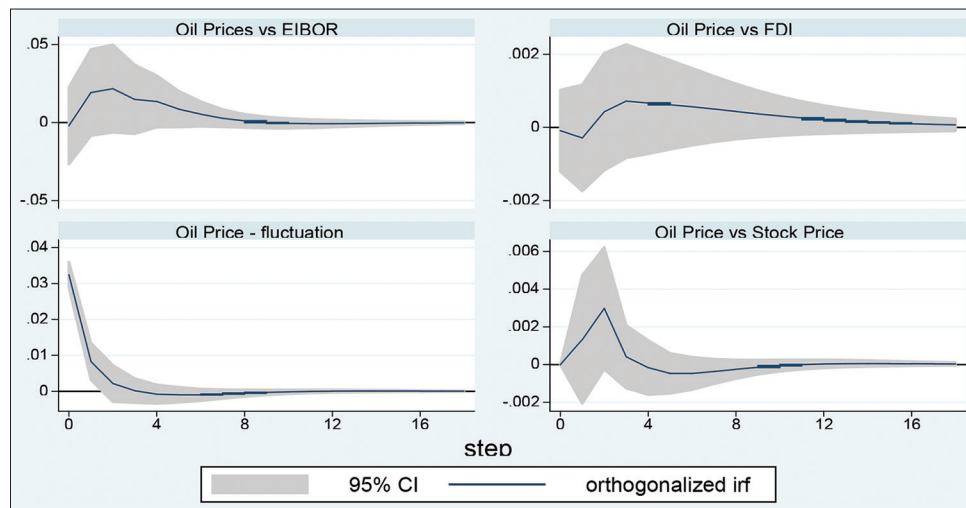 Oil Prices vs EIBOR
.05
0
-.05
Oil Price vs FDI
.002
0
-.002
Oil Price - fluctuation
.04
.03
.02
.01
0
0 4 8 12 16
Oil Price vs Stock Price
.006
.004
.002
0
-.002
0 4 8 12 16
step
95% CI orthogonalized irf